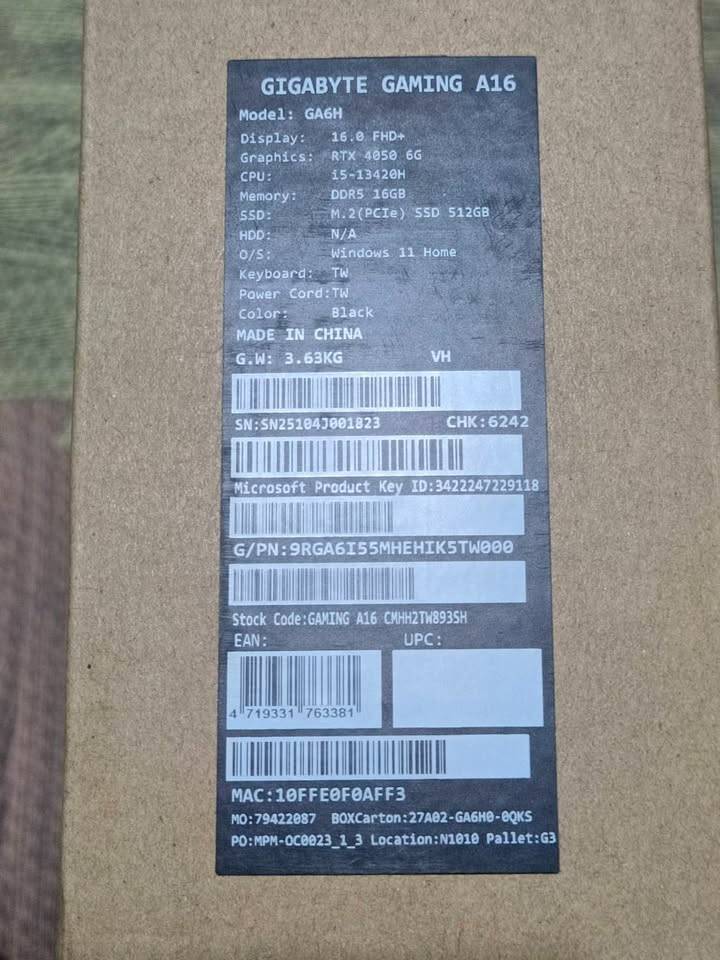 GIGABYTE GAMING A16
Model: GA6H
Display: 16.0 FHD+
Graphics: RTX 4050 6G
CPU: i5-13420H
Memory: DDR5 16GB
SSD: M.2(PCIe) SSD 512GB
HDD: N/A
O/S: Windows 11 Home
Keyboard: TW
Power Cord:TW
Color: Black
MADE IN CHINA
G.W: 3.63KG VH
SN:SN25104J001823 CHK:6242
Microsoft Product Key ID:3422247229118
G/PN:9RGA6I55MHEHIK5TW000
Stock Code:GAMING A16 CMHH2TW893SH
EAN: UPC:
4 719331 763381
MAC:10FFE0F0AFF3
MO:79422087 BOXCarton:27A02-GA6H0-0QKS
PO:MPM-OC0023_1_3 Location:N1010 Pallet:G3